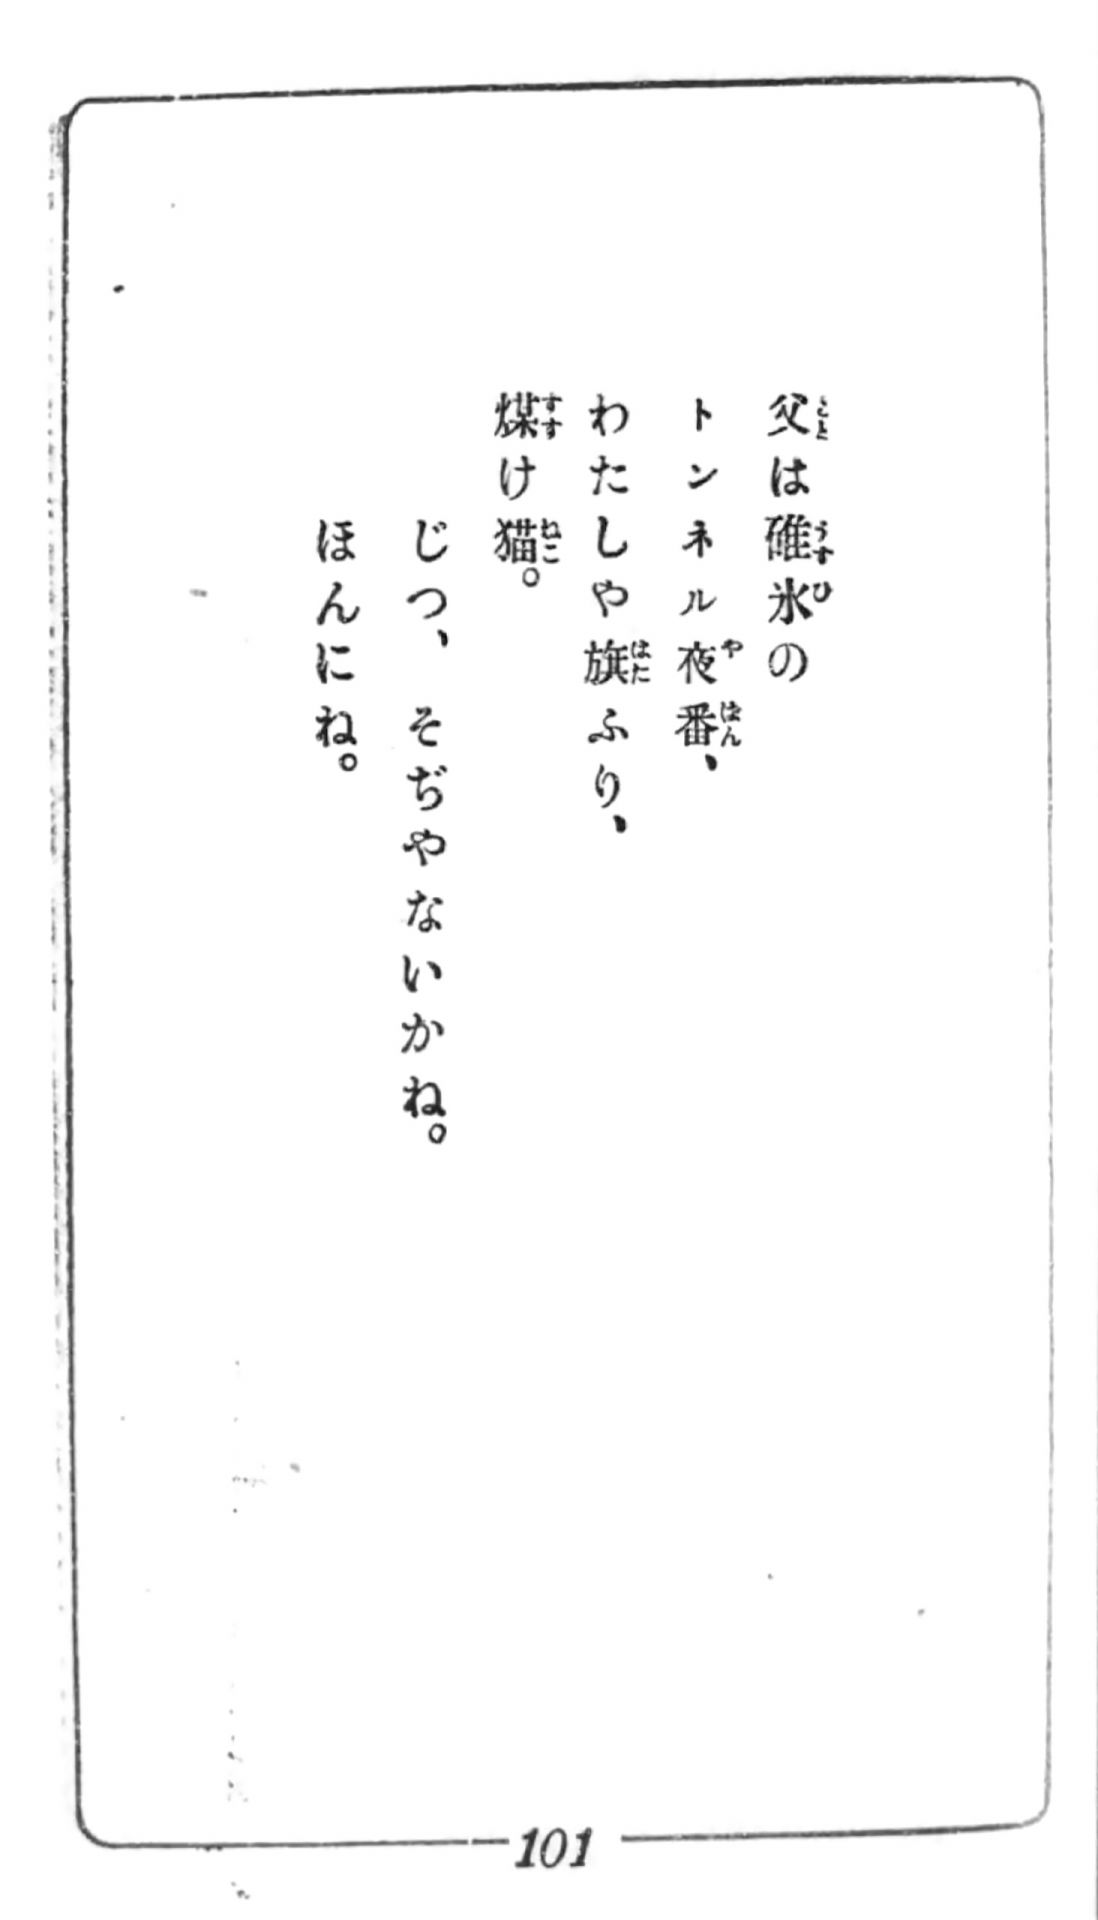 父は碓氷の
トンネル夜番、
わたしや旗ふり、
煤け猫。
じつ、そぢやないかね。
ほんにね。
101